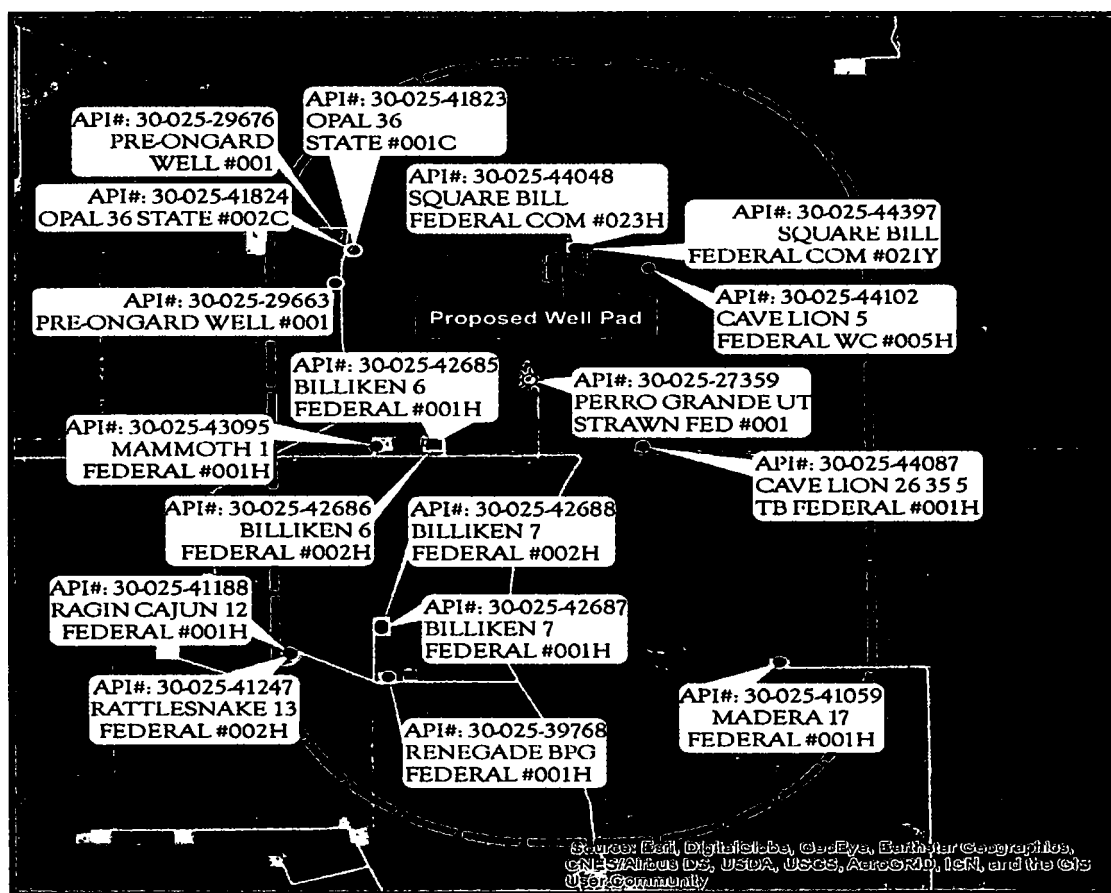 API#: 30-025-41823
OPAL 36
STATE #001C
API#: 30-025-29676
PRE-ONGARD
WELL #001
API#: 30-025-44048
SQUARE BILL
FEDERAL COM #023H
API#: 30-025-41824
OPAL 36 STATE #002C
API#: 30-025-44397
SQUARE BILL
FEDERAL COM #021Y
API#: 30-025-29663
PRE-ONGARD WELL #001
API#: 30-025-44102
CAVE LION 5
FEDERAL WC #005H
Proposed Well Pad
API#: 30-025-42685
BILLIKEN 6
FEDERAL #001H
API#: 30-025-27359
PERRO GRANDE UT
STRAWN FED #001
API#: 30-025-43095
MAMMOTH 1
FEDERAL #001H
API#: 30-025-44087
CAVE LION 26 35 5
TB FEDERAL #001H
API#: 30-025-42686
BILLIKEN 6
FEDERAL #002H
API#: 30-025-42688
BILLIKEN 7
FEDERAL #002H
API#: 30-025-41188
RAGIN CAJUN 12
FEDERAL #001H
API#: 30-025-42687
BILLIKEN 7
FEDERAL #001H
API#: 30-025-41247
RATTLESNAKE 13
FEDERAL #002H
API#: 30-025-41059
MADERA 17
FEDERAL #001H
API#: 30-025-39768
RENEGADE BPG
FEDERAL #001H
Source: Esri, DigitalGlobe, GeoEye, Earthstar Geographics,
CNES/Airbus DS, USDA, USGS, AeroGRID, IGN, and the GIS
User Community